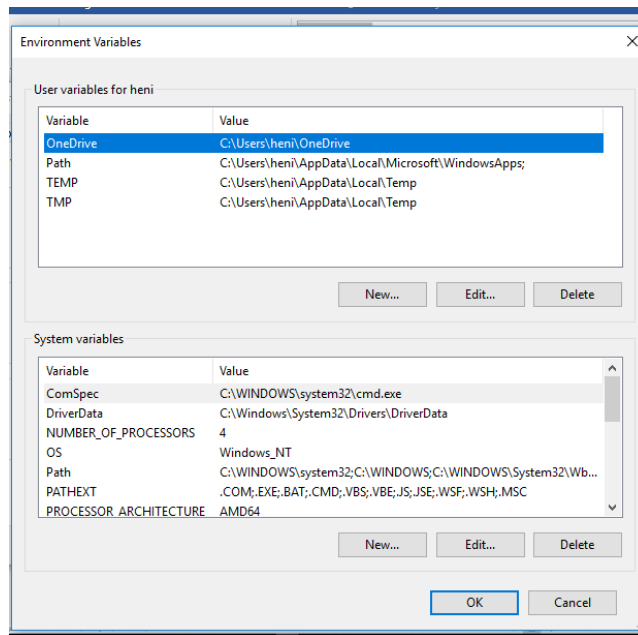 Environment Variables
User variables for heni
Variable Value
OneDrive C:\Users\heni\OneDrive
Path C:\Users\heni\AppData\Local\Microsoft\WindowsApps;
TEMP C:\Users\heni\AppData\Local\Temp
TMP C:\Users\heni\AppData\Local\Temp
New... Edit... Delete
System variables
Variable Value
ComSpec C:\WINDOWS\system32\cmd.exe
DriverData C:\Windows\System32\Drivers\DriverData
NUMBER_OF_PROCESSORS 4
OS Windows_NT
Path C:\WINDOWS\system32;C:\WINDOWS;C:\WINDOWS\System32\Wb...
PATHEXT .COM;.EXE;.BAT;.CMD;.VBS;.VBE;.JS;.JSE;.WSF;.WSH;.MSC
PROCESSOR_ARCHITECTURE AMD64
New... Edit... Delete
OK Cancel